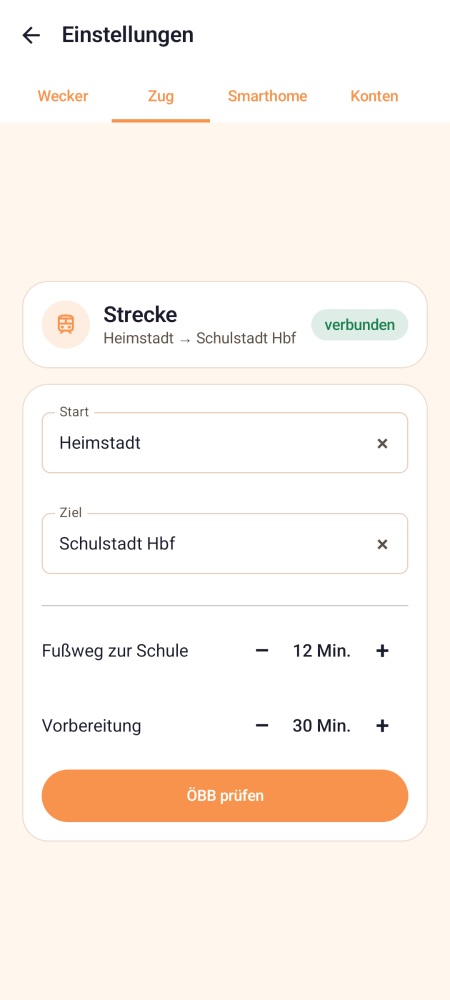 Einstellungen
Wecker Zug Smarthome Konten
Strecke
Heimstadt → Schulstadt Hbf
verbunden
Start
Heimstadt
Ziel
Schulstadt Hbf
Fußweg zur Schule − 12 Min. +
Vorbereitung − 30 Min. +
ÖBB prüfen